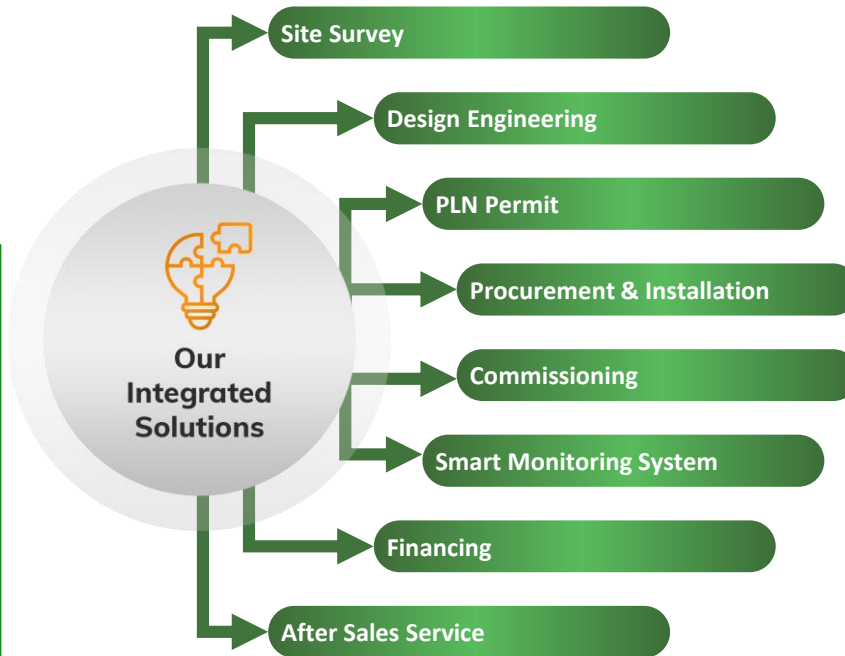 Site Survey
Design Engineering
PLN Permit
Procurement & Installation
Our
Integrated
Solutions
Commissioning
Smart Monitoring System
Financing
After Sales Service